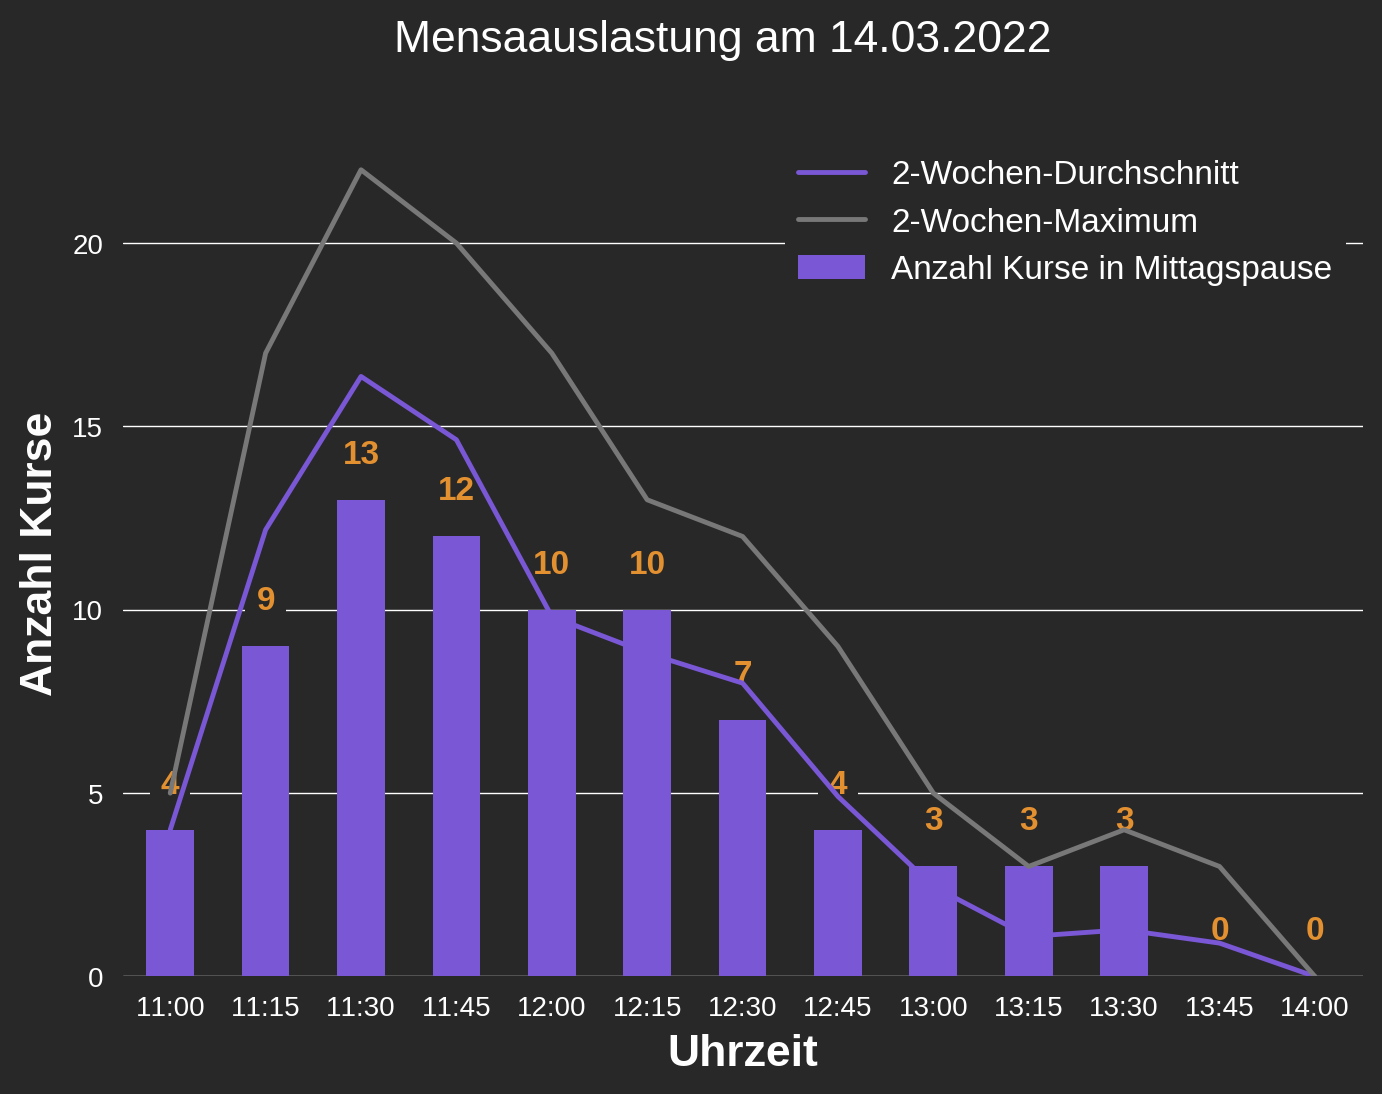 Mensaauslastung am 14.03.2022
2-Wochen-Durchschnitt
2-Wochen-Maximum
Anzahl Kurse in Mittagspause
Anzahl Kurse
20
15
10
5
0
4
9
13
12
10
10
7
4
3
3
3
0
0
11:00 11:15 11:30 11:45 12:00 12:15 12:30 12:45 13:00 13:15 13:30 13:45 14:00
Uhrzeit